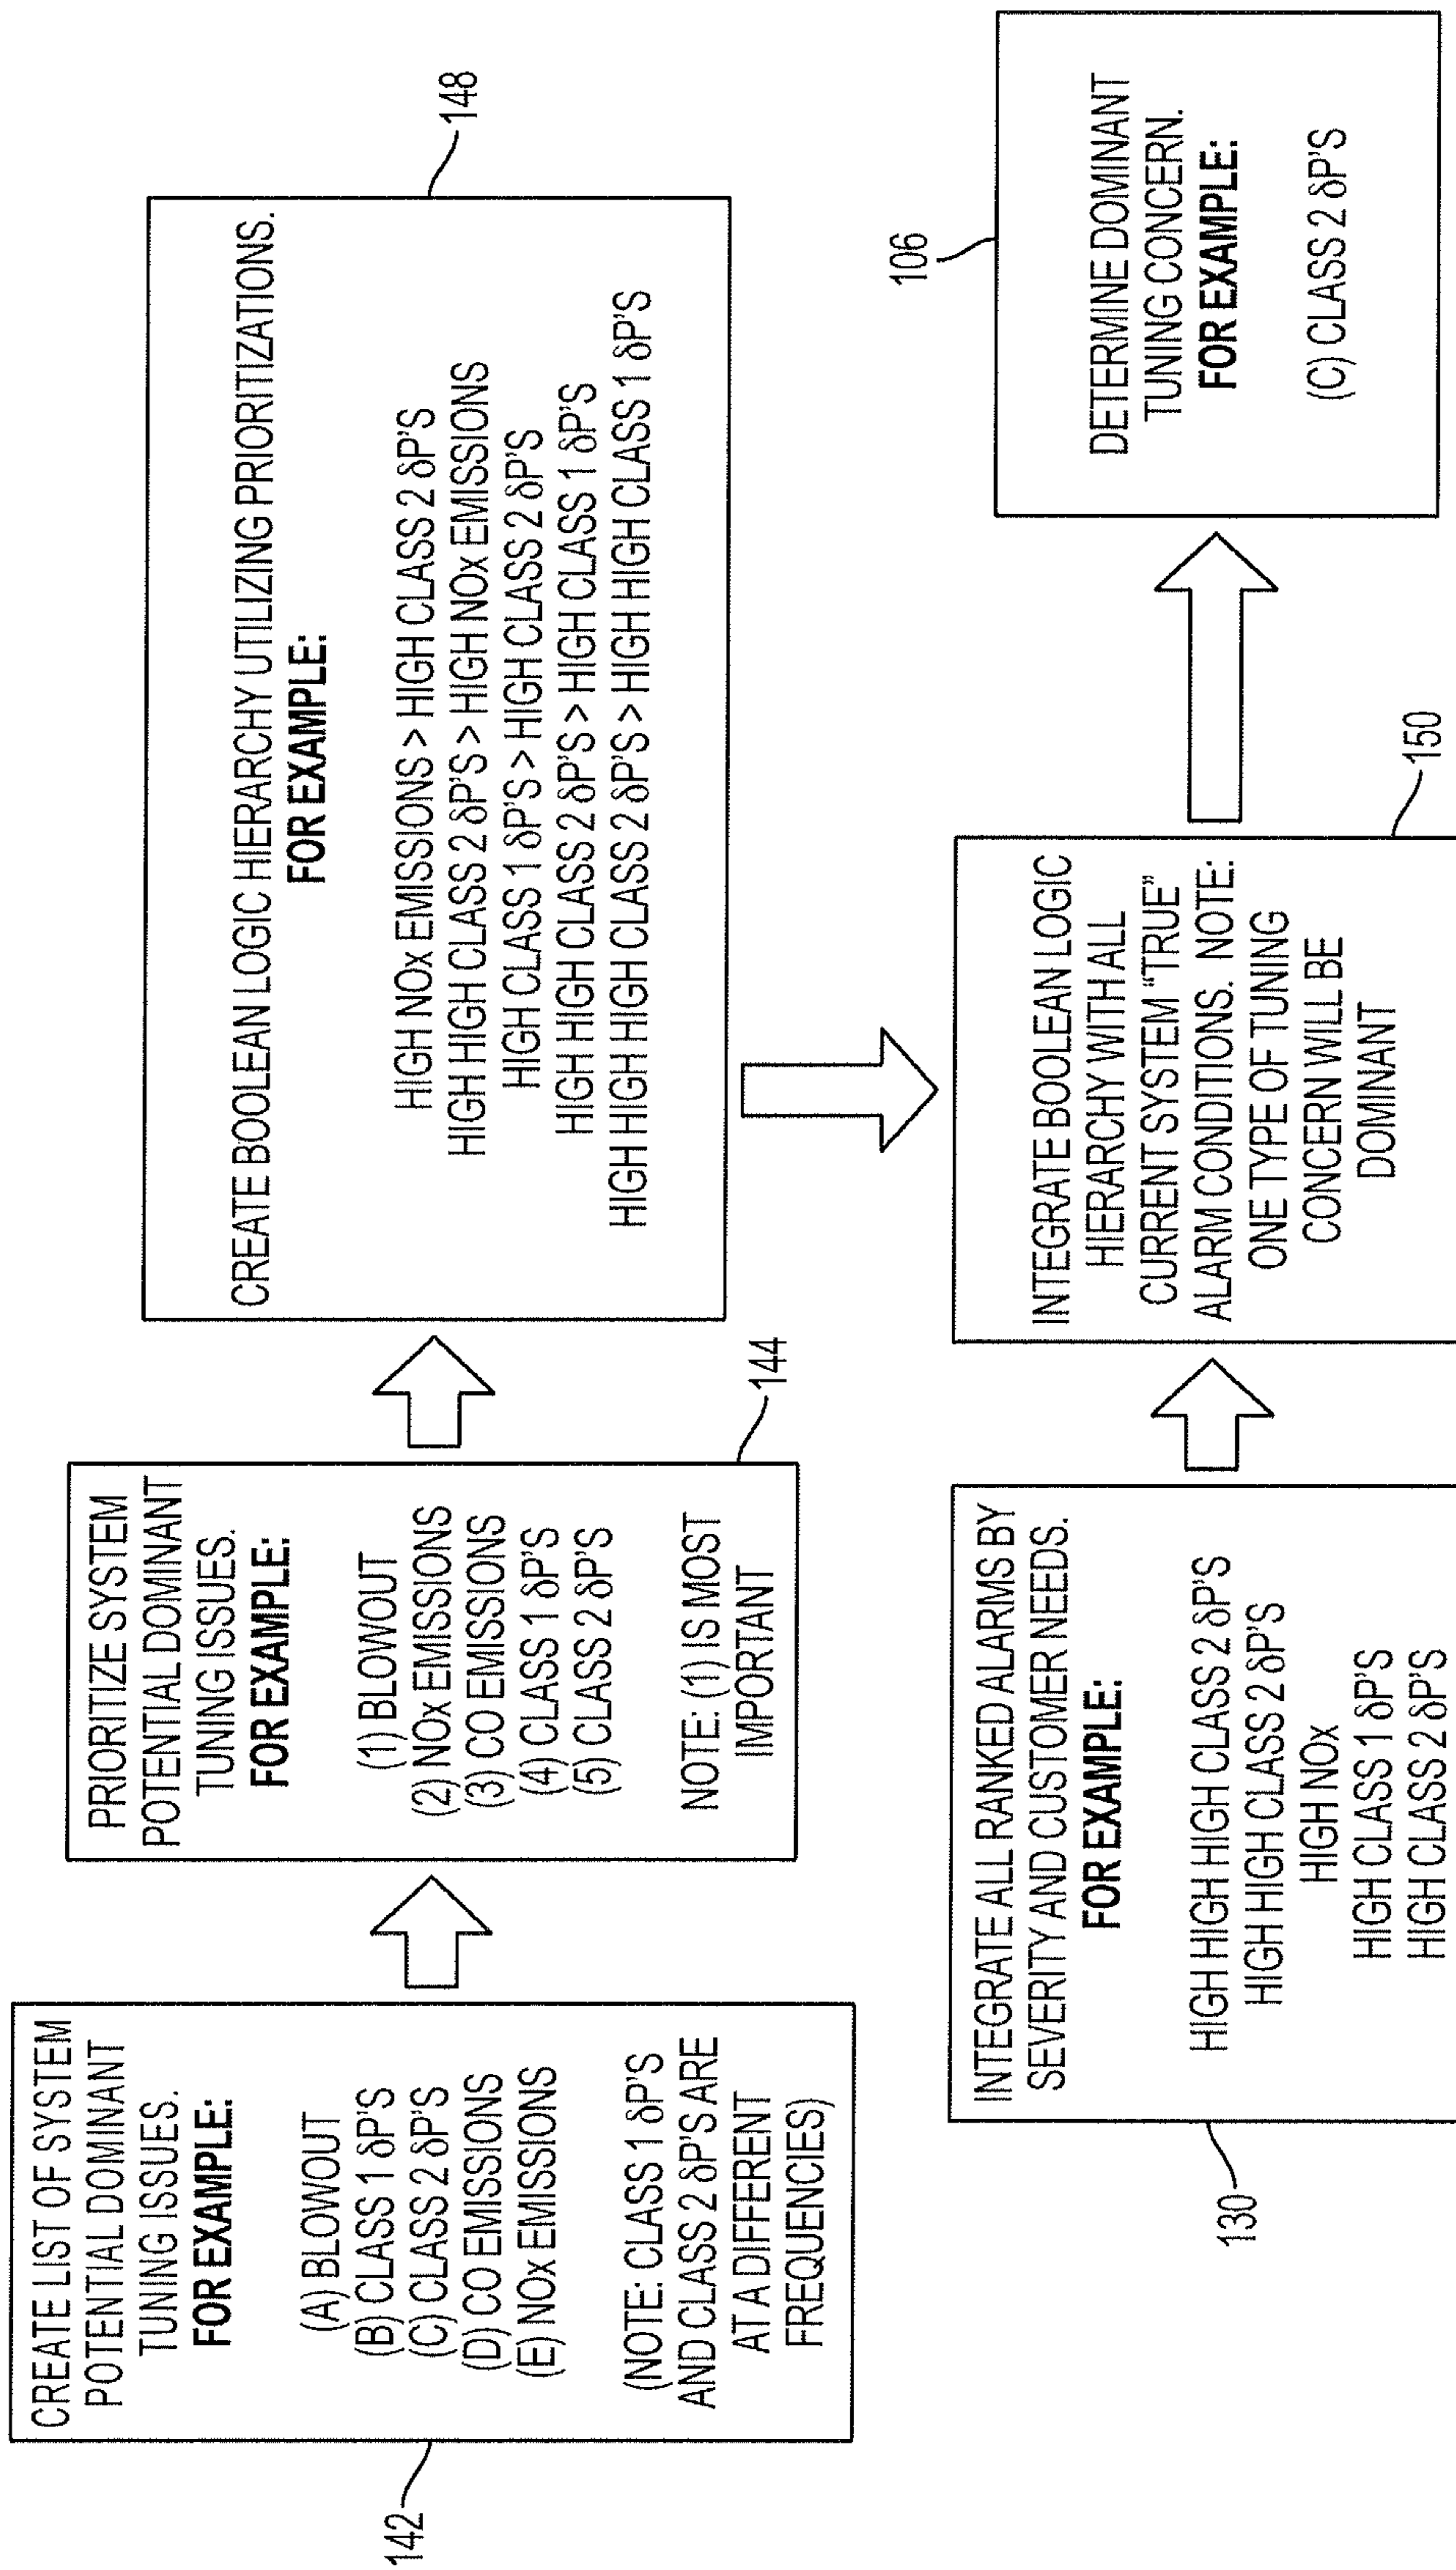 CREATE LIST OF SYSTEM
POTENTIAL DOMINANT
TUNING ISSUES.
FOR EXAMPLE:
(A) BLOWOUT
(B) CLASS 1 δP'S
(C) CLASS 2 δP'S
(D) CO EMISSIONS
(E) NOx EMISSIONS
(NOTE: CLASS 1 δP'S
AND CLASS 2 δP'S ARE
AT A DIFFERENT
FREQUENCIES)
142
PRIORITIZE SYSTEM
POTENTIAL DOMINANT
TUNING ISSUES.
FOR EXAMPLE:
(1) BLOWOUT
(2) NOx EMISSIONS
(3) CO EMISSIONS
(4) CLASS 1 δP'S
(5) CLASS 2 δP'S
NOTE: (1) IS MOST
IMPORTANT
144
CREATE BOOLEAN LOGIC HIERARCHY UTILIZING PRIORITIZATIONS.
FOR EXAMPLE:
HIGH NOx EMISSIONS > HIGH CLASS 2 δP'S
HIGH HIGH CLASS 2 δP'S > HIGH NOx EMISSIONS
HIGH CLASS 1 δP'S > HIGH CLASS 2 δP'S
HIGH HIGH CLASS 2 δP'S > HIGH CLASS 1 δP'S
HIGH HIGH HIGH CLASS 2 δP'S > HIGH HIGH CLASS 1 δP'S
148
INTEGRATE ALL RANKED ALARMS BY
SEVERITY AND CUSTOMER NEEDS.
FOR EXAMPLE:
HIGH HIGH HIGH CLASS 2 δP'S
HIGH HIGH CLASS 2 δP'S
HIGH NOx
HIGH CLASS 1 δP'S
HIGH CLASS 2 δP'S
130
INTEGRATE BOOLEAN LOGIC
HIERARCHY WITH ALL
CURRENT SYSTEM "TRUE"
ALARM CONDITIONS. NOTE:
ONE TYPE OF TUNING
CONCERN WILL BE
DOMINANT
150
DETERMINE DOMINANT
TUNING CONCERN.
FOR EXAMPLE:
(C) CLASS 2 δP'S
106